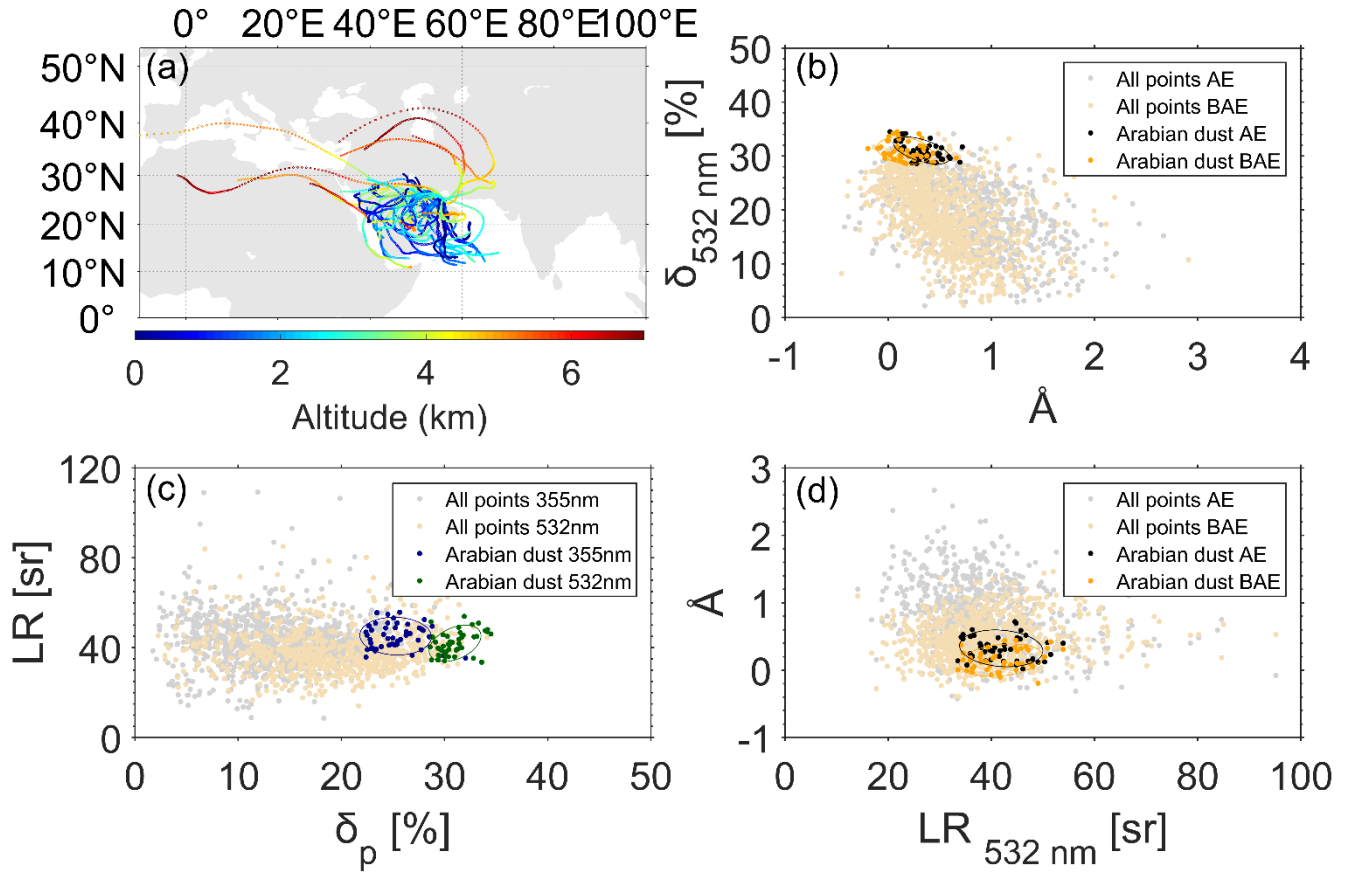 0° 20°E 40°E 60°E 80°E 100°E
50°N
40°N
30°N
20°N
10°N
0°
(a)
0 2 4 6
Altitude (km)
(b)
All points AE
All points BAE
Arabian dust AE
Arabian dust BAE
50
40
30
20
10
0
δ532 nm [%]
-1 0 1 2 3 4
Å
(c)
All points 355nm
All points 532nm
Arabian dust 355nm
Arabian dust 532nm
120
80
40
0
LR [sr]
0 10 20 30 40 50
δp [%]
(d)
All points AE
All points BAE
Arabian dust AE
Arabian dust BAE
3
2
1
0
-1
Å
0 20 40 60 80 100
LR 532 nm [sr]